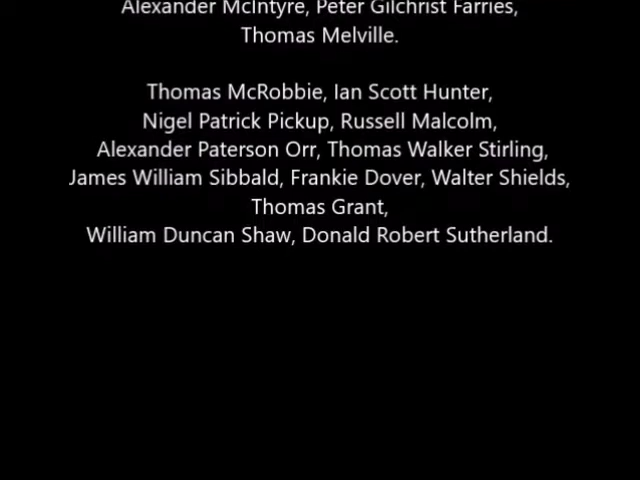 Alexander McIntyre, Peter Gilchrist Farries,
Thomas Melville.
Thomas McRobbie, Ian Scott Hunter,
Nigel Patrick Pickup, Russell Malcolm,
Alexander Paterson Orr, Thomas Walker Stirling,
James William Sibbald, Frankie Dover, Walter Shields,
Thomas Grant,
William Duncan Shaw, Donald Robert Sutherland.